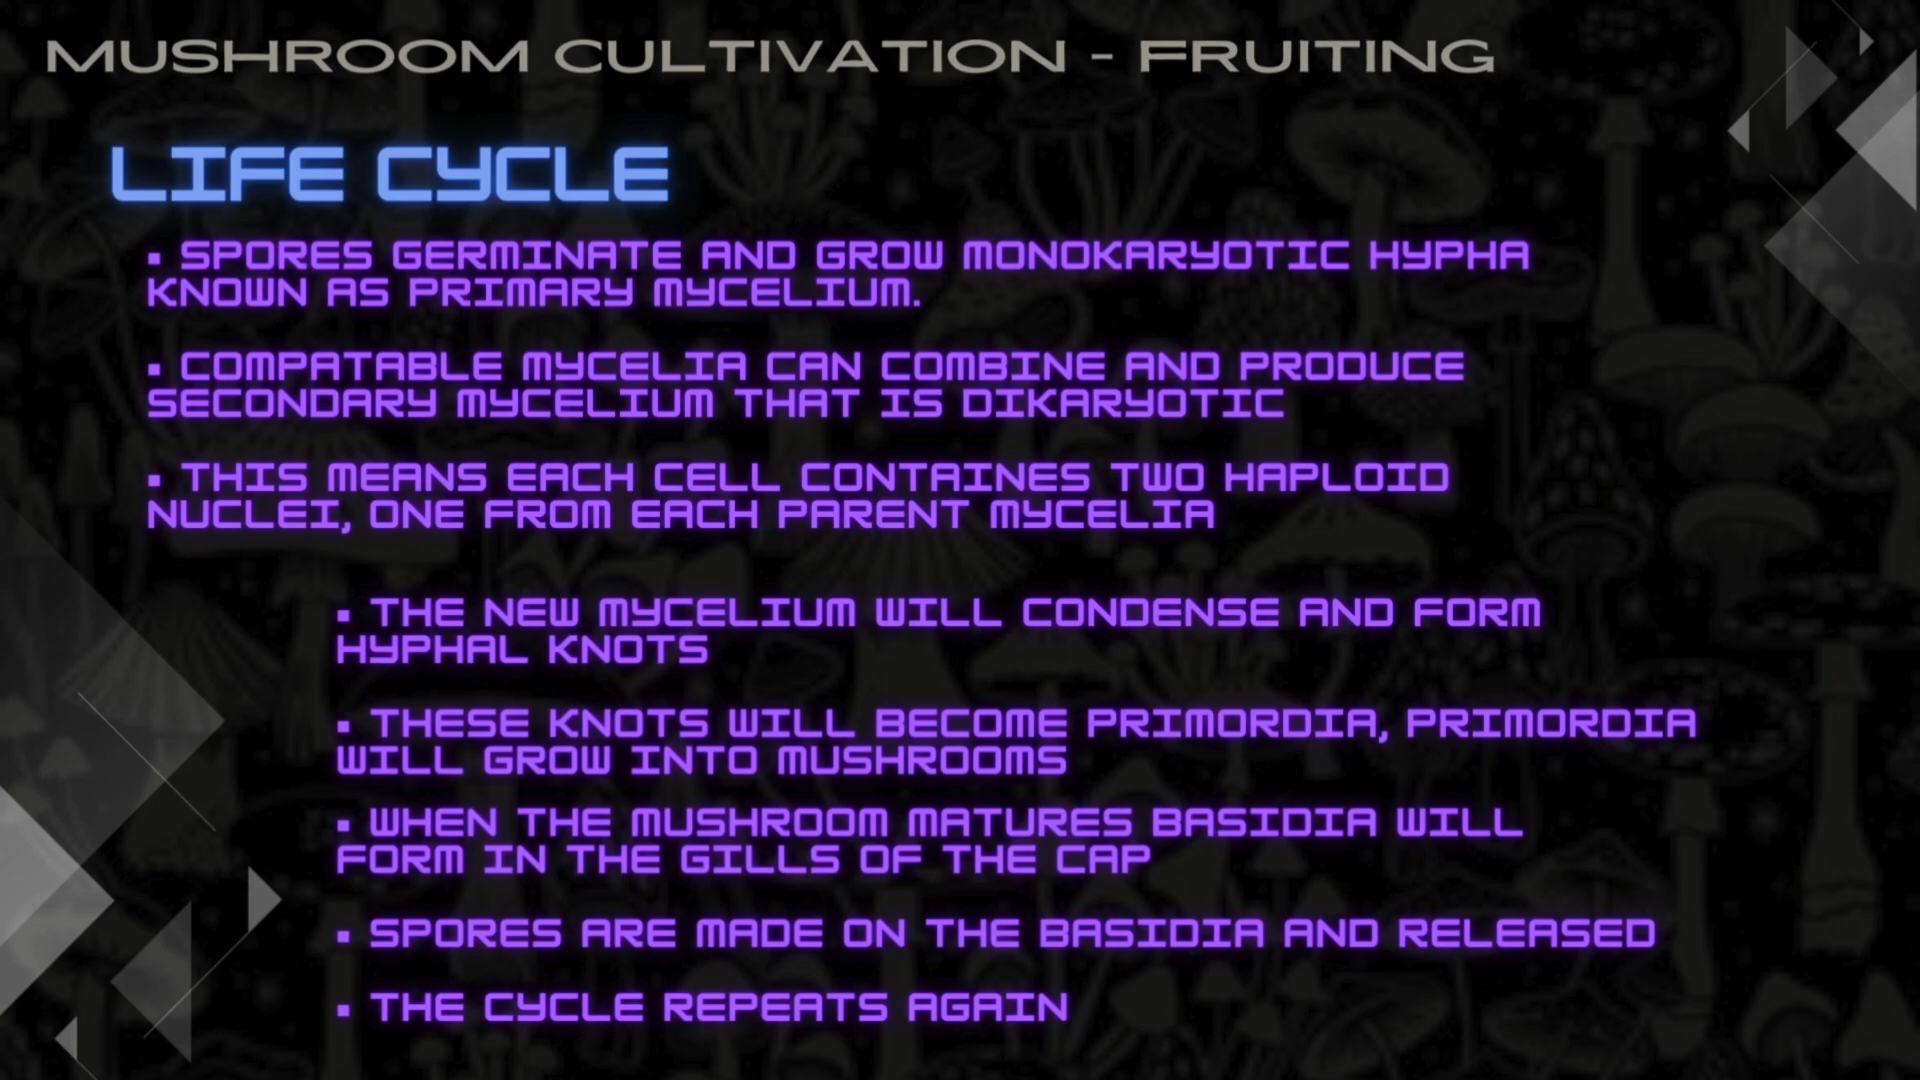 MUSHROOM CULTIVATION - FRUITING
LIFE CYCLE
▪ SPORES GERMINATE AND GROW MONOKARYOTIC HYPHA
KNOWN AS PRIMARY MYCELIUM.
▪ COMPATABLE MYCELIA CAN COMBINE AND PRODUCE
SECONDARY MYCELIUM THAT IS DIKARYOTIC
▪ THIS MEANS EACH CELL CONTAINES TWO HAPLOID
NUCLEI, ONE FROM EACH PARENT MYCELIA
▪ THE NEW MYCELIUM WILL CONDENSE AND FORM
HYPHAL KNOTS
▪ THESE KNOTS WILL BECOME PRIMORDIA, PRIMORDIA
WILL GROW INTO MUSHROOMS
▪ WHEN THE MUSHROOM MATURES BASIDIA WILL
FORM IN THE GILLS OF THE CAP
▪ SPORES ARE MADE ON THE BASIDIA AND RELEASED
▪ THE CYCLE REPEATS AGAIN